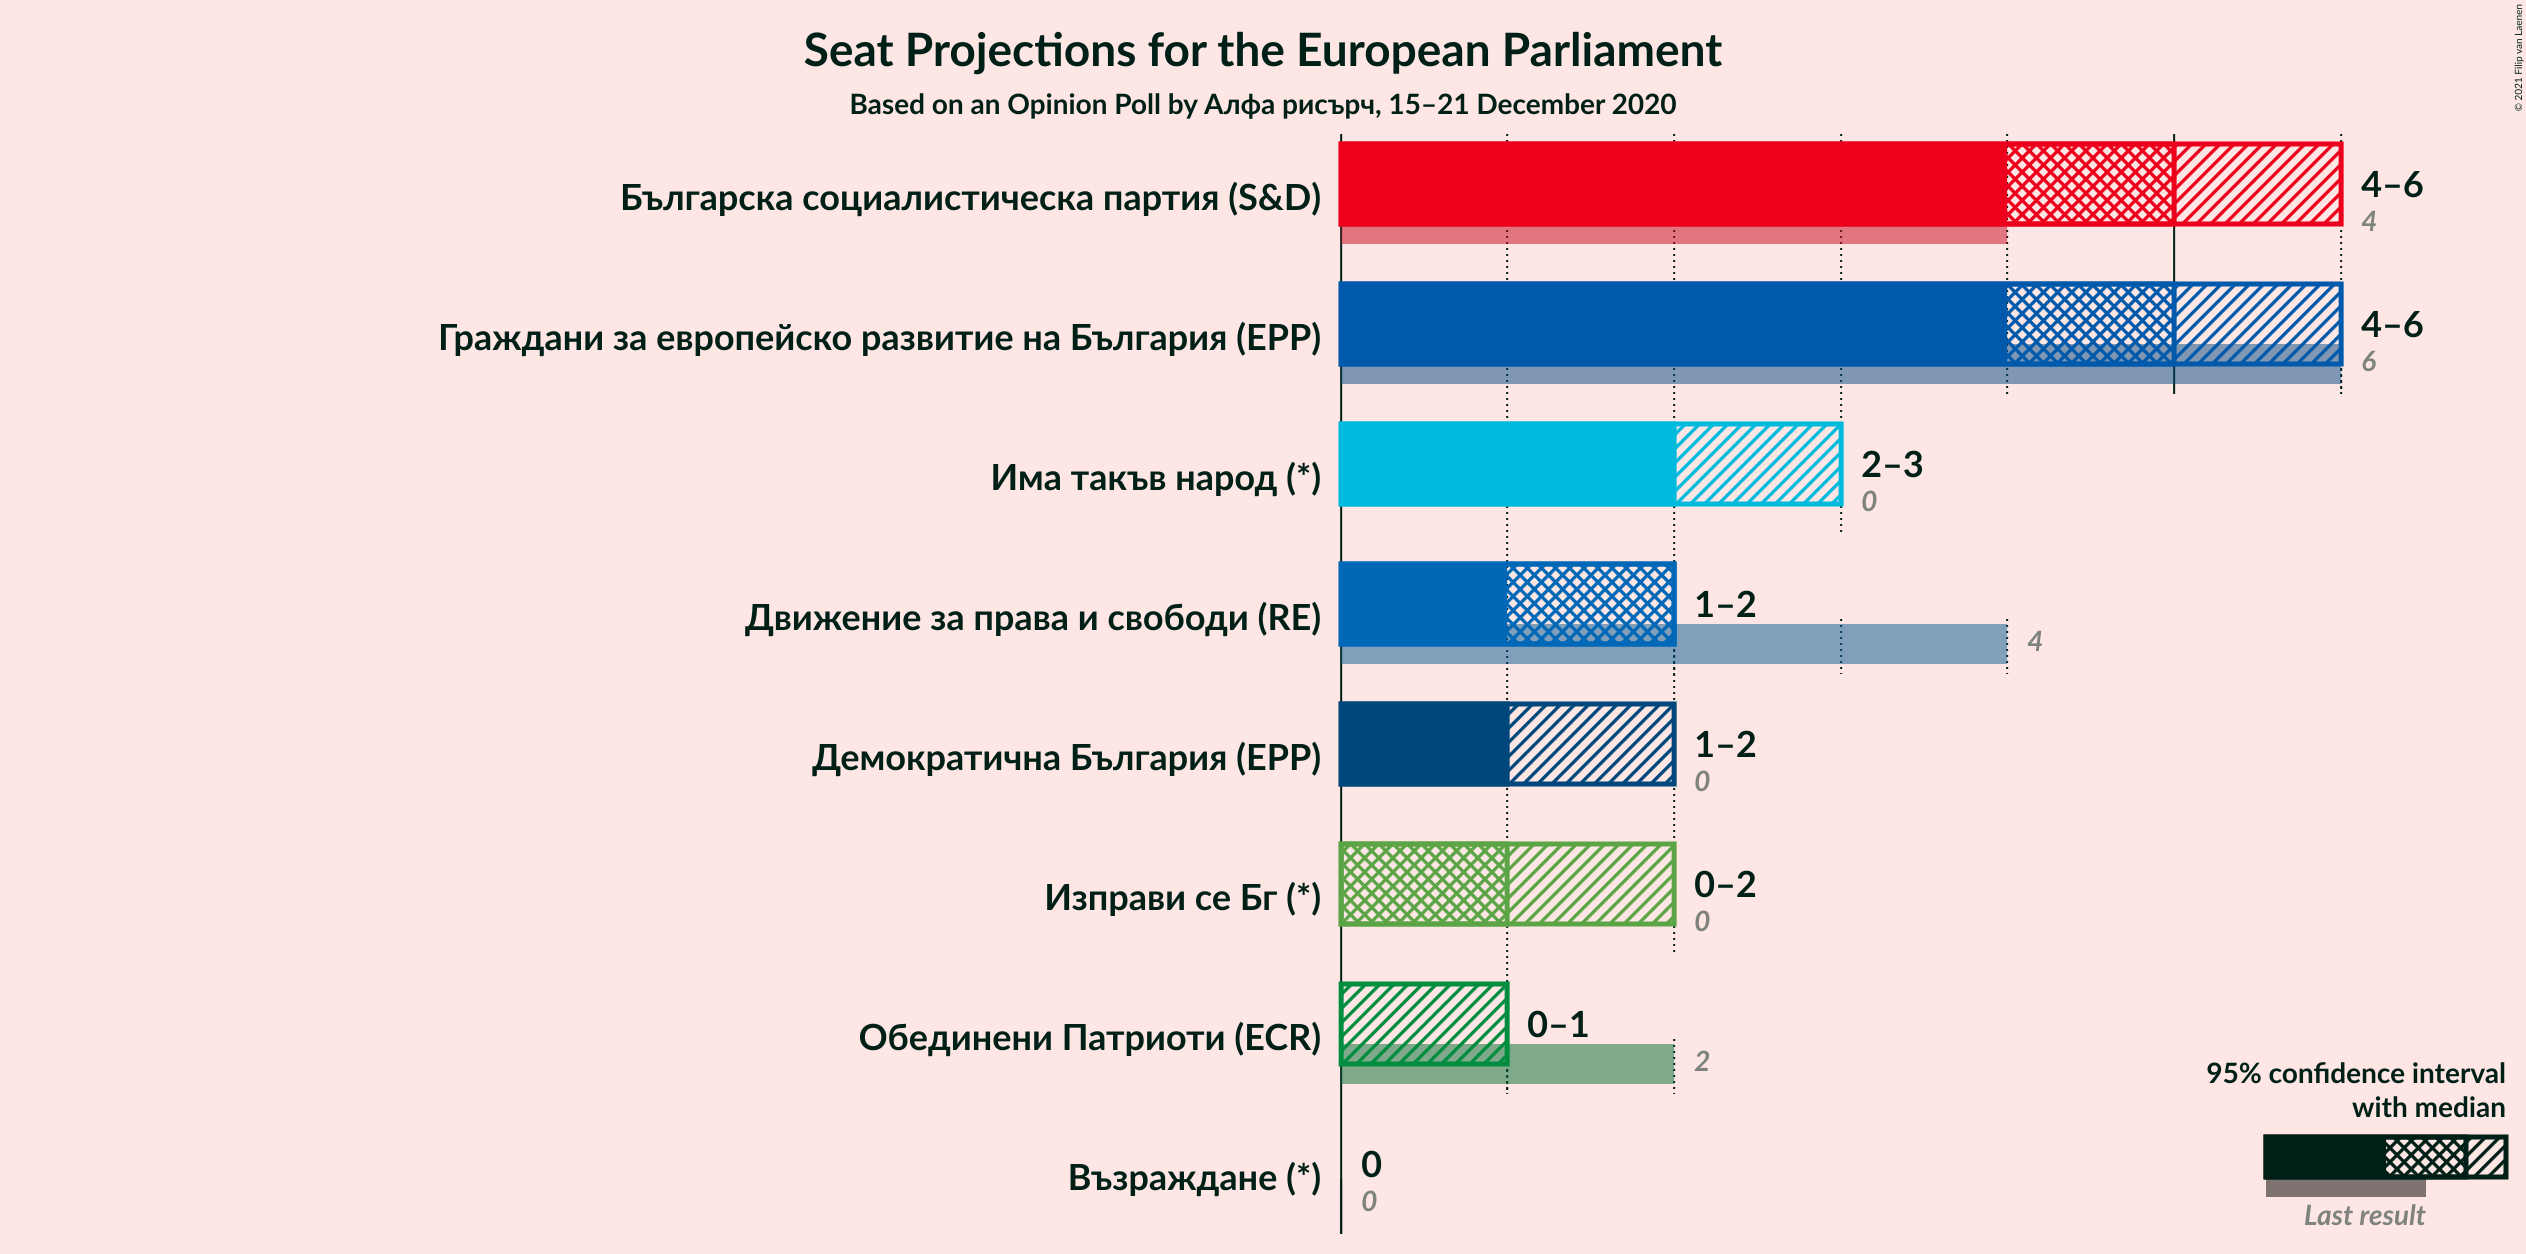 Seat Projections for the European Parliament
Based on an Opinion Poll by Алфа рисърч, 15–21 December 2020
© 2021 Filip van Laenen
Българска социалистическа партия (S&D)
4–6
4
Граждани за европейско развитие на България (EPP)
4–6
6
Има такъв народ (*)
2–3
0
Движение за права и свободи (RE)
1–2
4
Демократична България (EPP)
1–2
0
Изправи се Бг (*)
0–2
0
Обединени Патриоти (ECR)
0–1
2
Възраждане (*)
0
0
95% confidence interval
with median
Last result